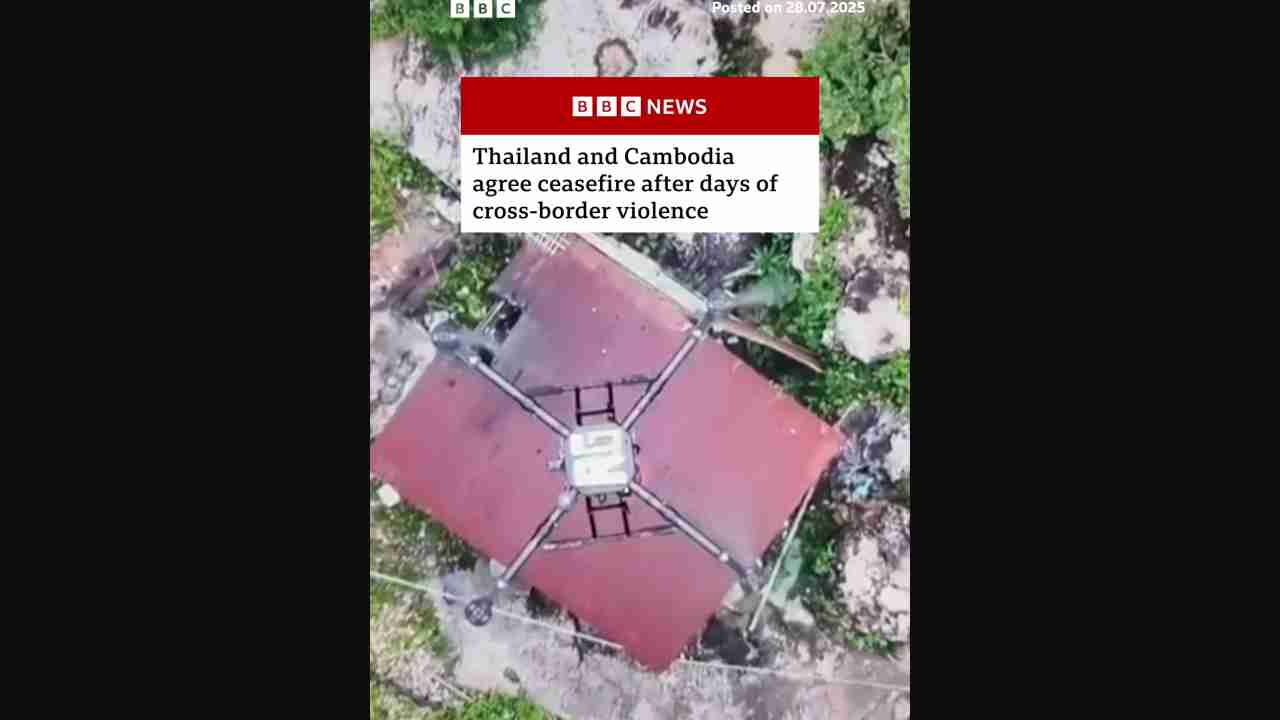 BBC
Posted on 28.07.2025
BBC NEWS
Thailand and Cambodia
agree ceasefire after days of
cross-border violence